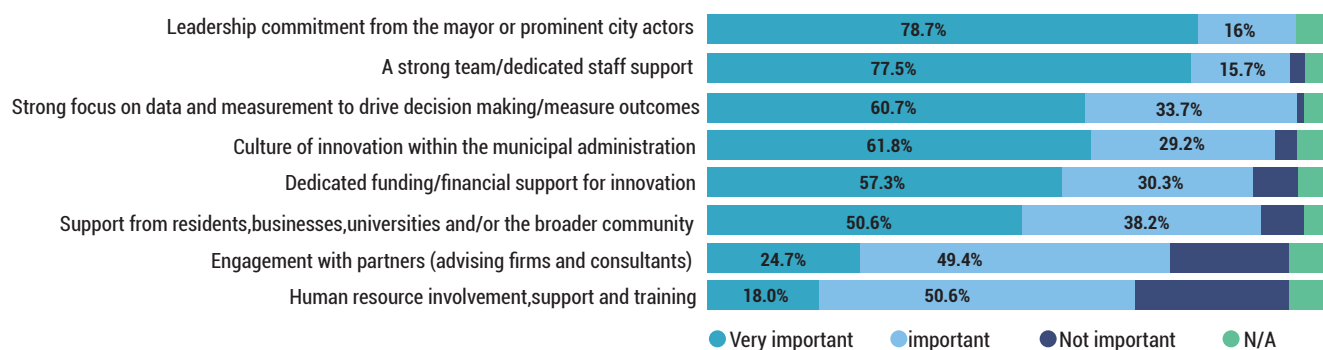 Leadership commitment from the mayor or prominent city actors 78.7% 16%
A strong team/dedicated staff support 77.5% 15.7%
Strong focus on data and measurement to drive decision making/measure outcomes 60.7% 33.7%
Culture of innovation within the municipal administration 61.8% 29.2%
Dedicated funding/financial support for innovation 57.3% 30.3%
Support from residents,businesses,universities and/or the broader community 50.6% 38.2%
Engagement with partners (advising firms and consultants) 24.7% 49.4%
Human resource involvement,support and training 18.0% 50.6%
Very important important Not important N/A